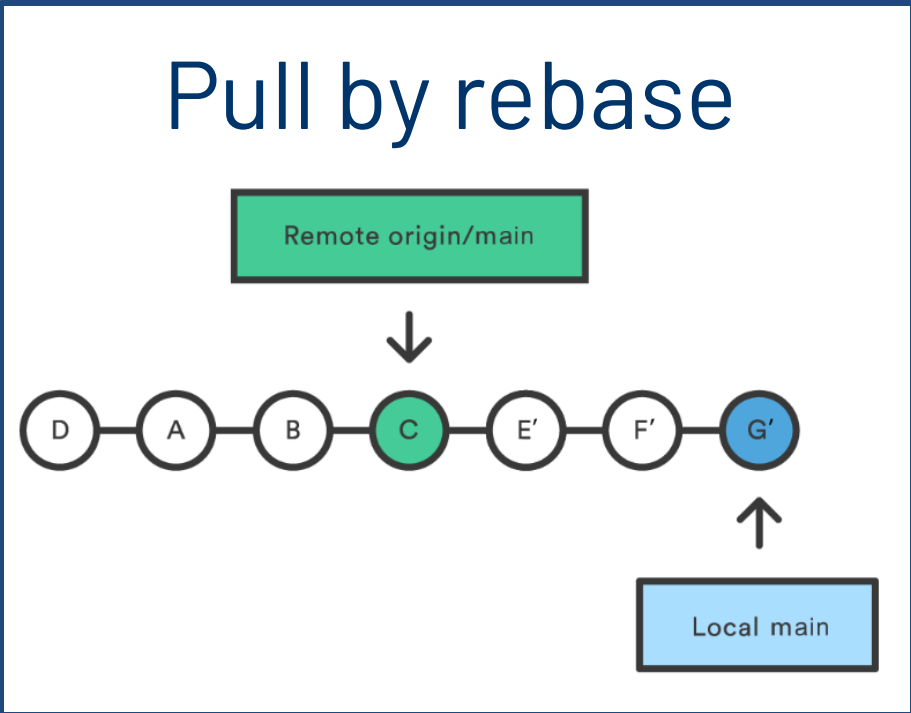 Pull by rebase
Remote origin/main
D A B C E′ F′ G′
Local main